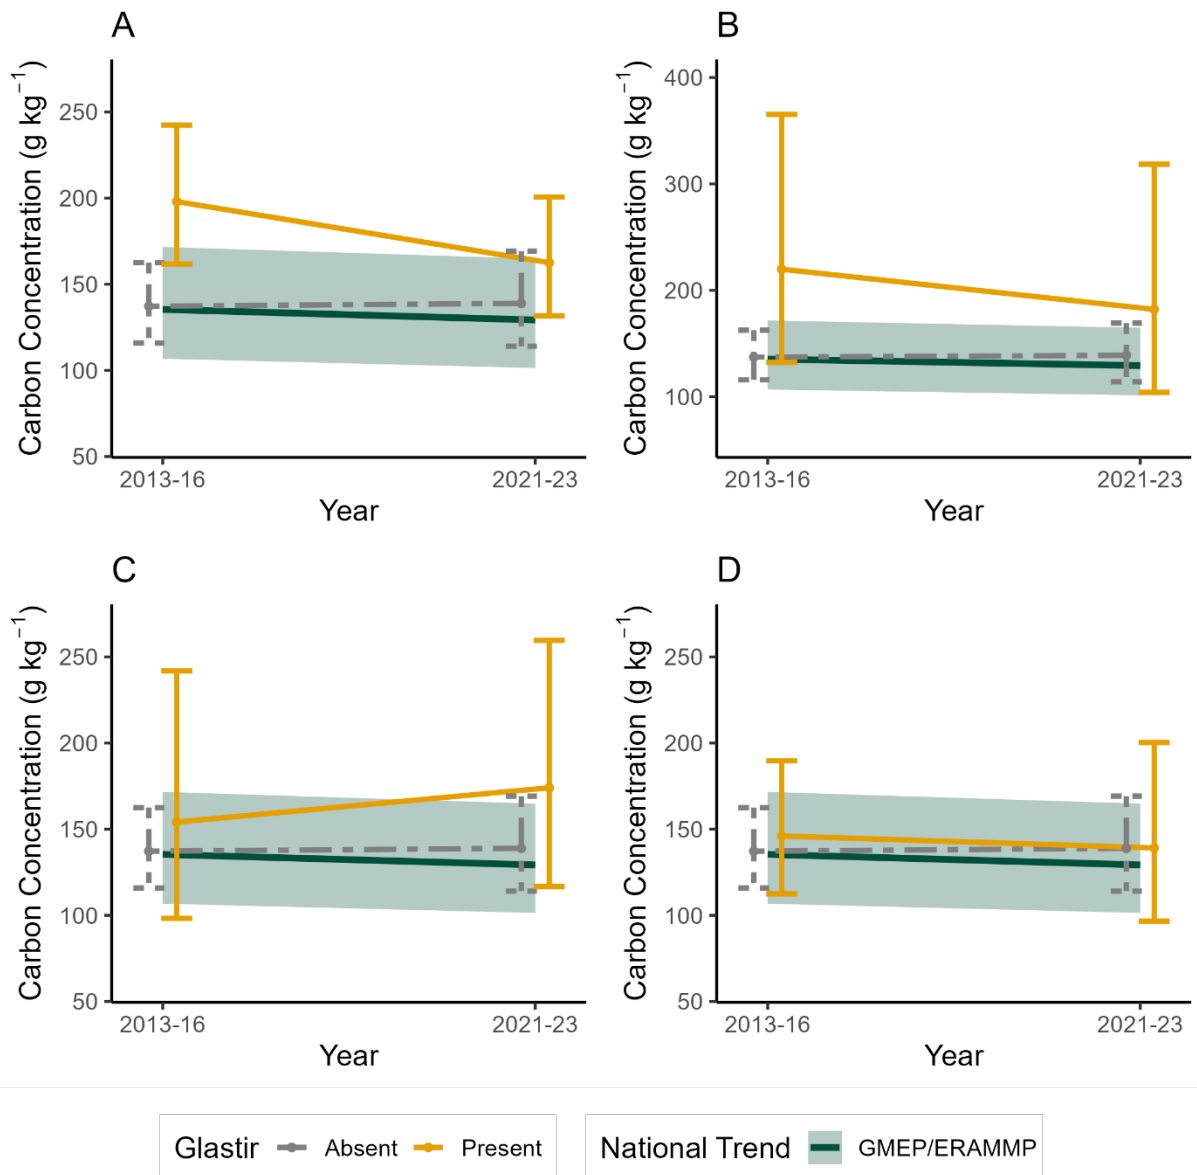 A
Carbon Concentration (g kg⁻¹)
250
200
150
100
50
2013-16
2021-23
Year
B
Carbon Concentration (g kg⁻¹)
400
300
200
100
2013-16
2021-23
Year
C
Carbon Concentration (g kg⁻¹)
250
200
150
100
50
2013-16
2021-23
Year
D
Carbon Concentration (g kg⁻¹)
250
200
150
100
50
2013-16
2021-23
Year
Glastir Absent Present
National Trend GMEP/ERAMMP